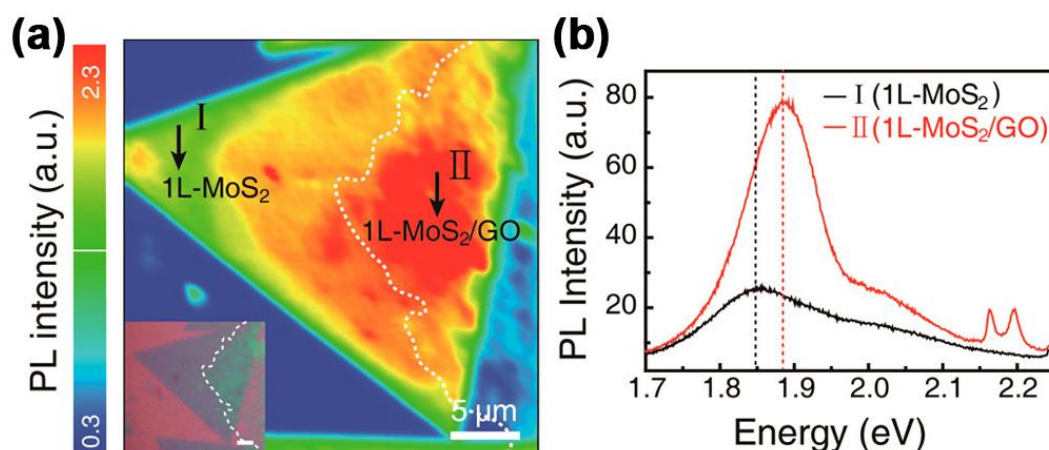 (a)
PL intensity (a.u.)
2.3
0.3
I
1L-MoS₂
II
1L-MoS₂/GO
5 μm
(b)
PL Intensity (a.u.)
80
60
40
20
I (1L-MoS₂)
II (1L-MoS₂/GO)
1.7 1.8 1.9 2.0 2.1 2.2
Energy (eV)